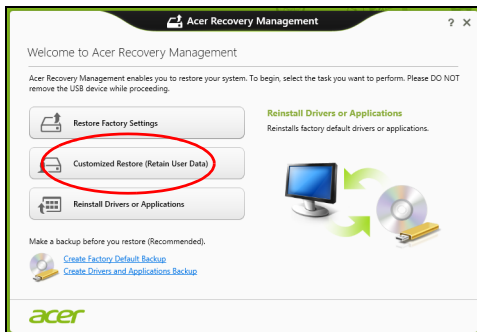 Acer Recovery Management
? X
Welcome to Acer Recovery Management
Acer Recovery Management enables you to restore your system. To begin, select the task you want to perform. Please DO NOT
remove the USB device while proceeding.
Restore Factory Settings
Customized Restore (Retain User Data)
Reinstall Drivers or Applications
Reinstall Drivers or Applications
Reinstalls factory default drivers or applications.
Make a backup before you restore (Recommended).
Create Factory Default Backup
Create Drivers and Applications Backup
acer